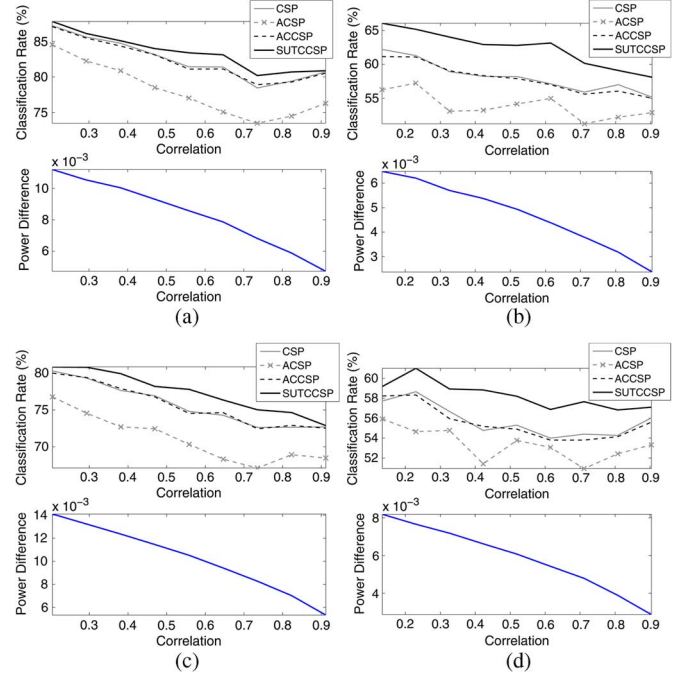 CSP
ACSP
ACCSP
SUTCCSP
Classification Rate (%)
85
80
75
0.3 0.4 0.5 0.6 0.7 0.8 0.9
Correlation
x 10⁻³
Power Difference
10
8
6
0.3 0.4 0.5 0.6 0.7 0.8 0.9
Correlation
(a)
CSP
ACSP
ACCSP
SUTCCSP
Classification Rate (%)
65
60
55
0.2 0.3 0.4 0.5 0.6 0.7 0.8 0.9
Correlation
x 10⁻³
Power Difference
6
5
4
3
0.2 0.3 0.4 0.5 0.6 0.7 0.8 0.9
Correlation
(b)
CSP
ACSP
ACCSP
SUTCCSP
Classification Rate (%)
80
75
70
0.3 0.4 0.5 0.6 0.7 0.8 0.9
Correlation
x 10⁻³
Power Difference
14
12
10
8
6
0.3 0.4 0.5 0.6 0.7 0.8 0.9
Correlation
(c)
CSP
ACSP
ACCSP
SUTCCSP
Classification Rate (%)
60
58
56
54
52
0.2 0.3 0.4 0.5 0.6 0.7 0.8 0.9
Correlation
x 10⁻³
Power Difference
8
6
4
0.2 0.3 0.4 0.5 0.6 0.7 0.8 0.9
Correlation
(d)